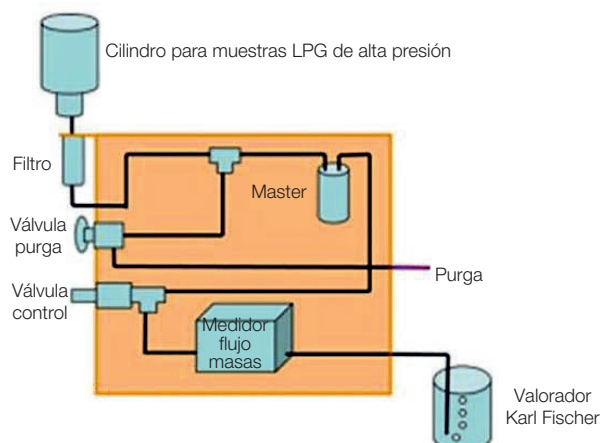 Cilindro para muestras LPG de alta presión
Filtro
Master
Válvula
purga
Purga
Válvula
control
Medidor
flujo
masas
Valorador
Karl Fischer